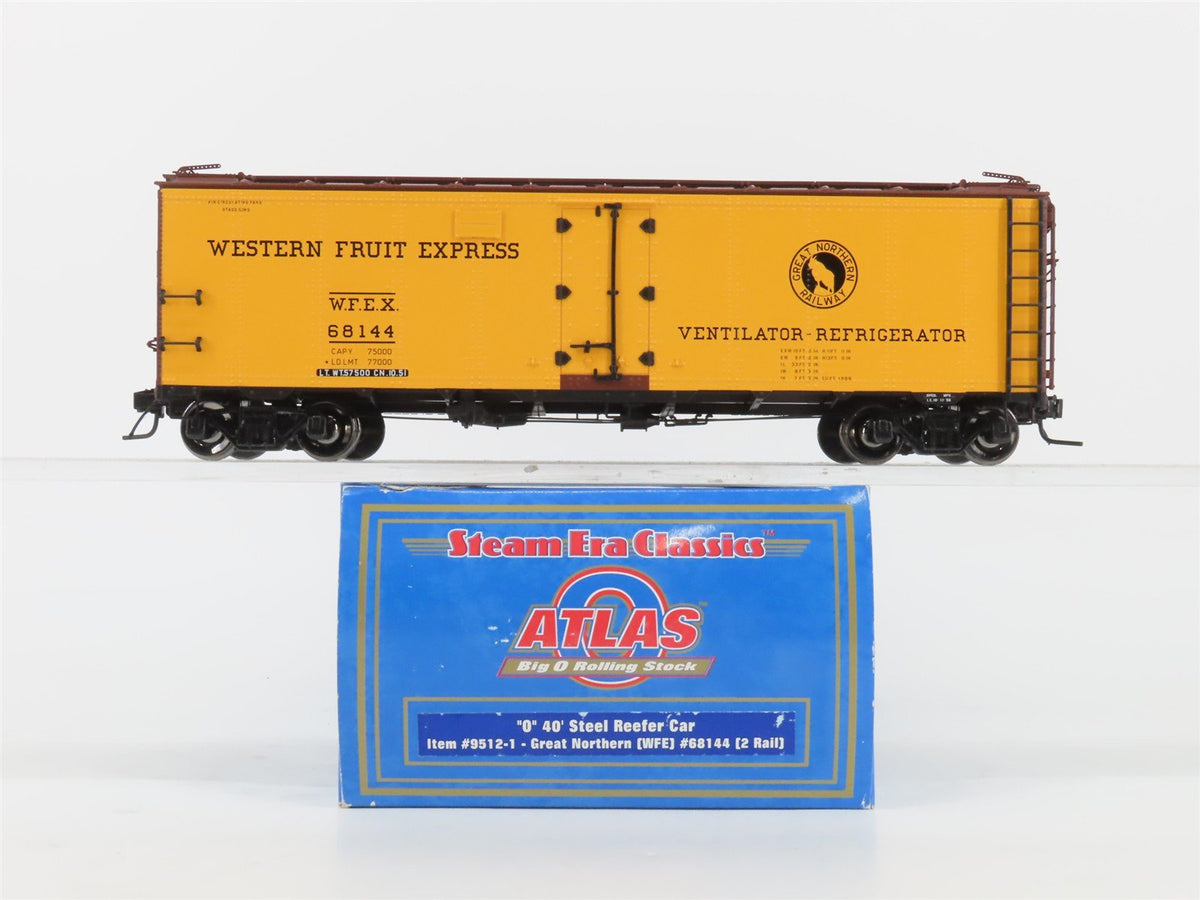 WESTERN FRUIT EXPRESS
W.F.E.X.
68144
CAPY 75000
LD LMT 77000
LT. WT. 57500 CN.10.51
GREAT NORTHERN
RAILWAY
VENTILATOR-REFRIGERATOR
Steam Era Classics™
ATLAS™
O
Big O Rolling Stock
"O" 40' Steel Reefer Car
Item #9512-1 - Great Northern (WFE) #68144 (2 Rail)